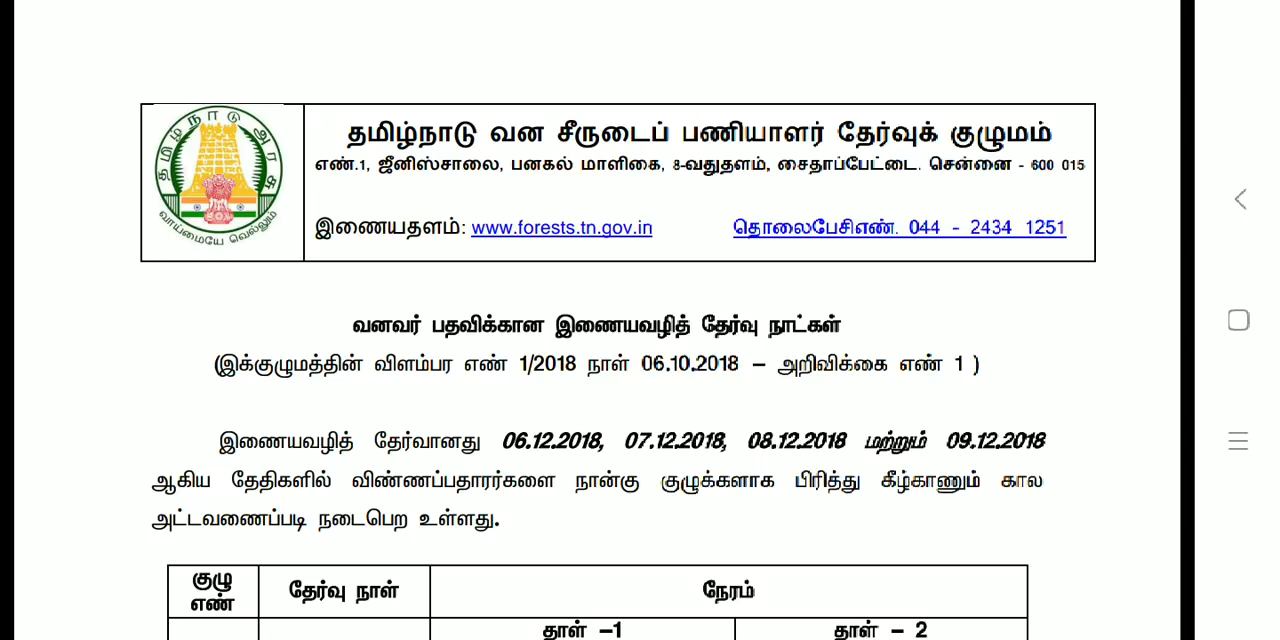 தமிழ்நாடு அரசு
வாய்மையே வெல்லும்
தமிழ்நாடு வன சீருடைப் பணியாளர் தேர்வுக் குழுமம்
எண்.1, ஜீனிஸ்சாலை, பனகல் மாளிகை, 8-வதுதளம், சைதாப்பேட்டை. சென்னை - 600 015
இணையதளம்: www.forests.tn.gov.in தொலைபேசிஎண். 044 - 2434 1251
வனவர் பதவிக்கான இணையவழித் தேர்வு நாட்கள்
(இக்குழுமத்தின் விளம்பர எண் 1/2018 நாள் 06.10.2018 – அறிவிக்கை எண் 1 )
இணையவழித் தேர்வானது 06.12.2018, 07.12.2018, 08.12.2018 மற்றும் 09.12.2018
ஆகிய தேதிகளில் விண்ணப்பதாரர்களை நான்கு குழுக்களாக பிரித்து கீழ்காணும் கால
அட்டவணைப்படி நடைபெற உள்ளது.
குழு எண் தேர்வு நாள் நேரம்
தாள் –1 தாள் – 2